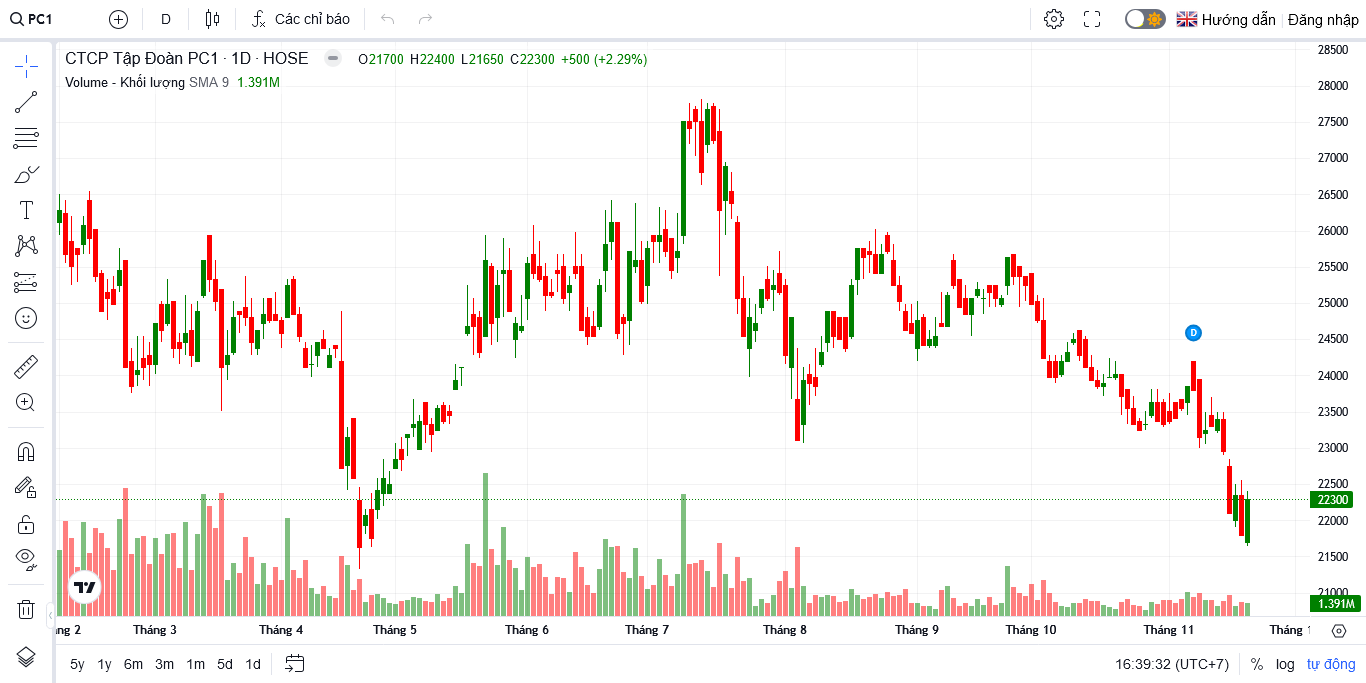 PC1 D Các chỉ báo Hướng dẫn Đăng nhập
CTCP Tập Đoàn PC1 · 1D · HOSE O21700 H22400 L21650 C22300 +500 (+2.29%)
Volume - Khối lượng SMA 9 1.391M
28500
28000
27500
27000
26500
26000
25500
25000
24500
D
24000
23500
23000
22500
22300
22000
21500
21000
1.391M
Tháng 3 Tháng 4 Tháng 5 Tháng 6 Tháng 7 Tháng 8 Tháng 9 Tháng 10 Tháng 11
5y 1y 6m 3m 1m 5d 1d 16:39:32 (UTC+7) % log tự động